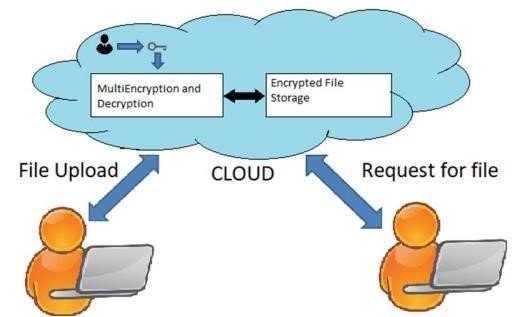 MultiEncryption and
Decryption
Encrypted File
Storage
File Upload
CLOUD
Request for file